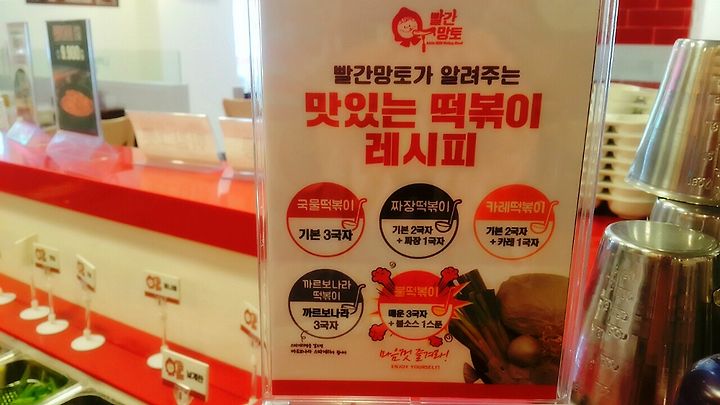 빨간
망토
빨간망토가 알려주는
맛있는 떡볶이
레시피
국물떡볶이
기본 3국자
짜장떡볶이
기본 2국자
+ 짜장 1국자
카레떡볶이
기본 2국자
+ 카레 1국자
까르보나라
떡볶이
까르보나라
3국자
불떡볶이
매운 3국자
+ 불소스 1스푼
마음껏 즐겨요!
ENJOY YOURSELF!